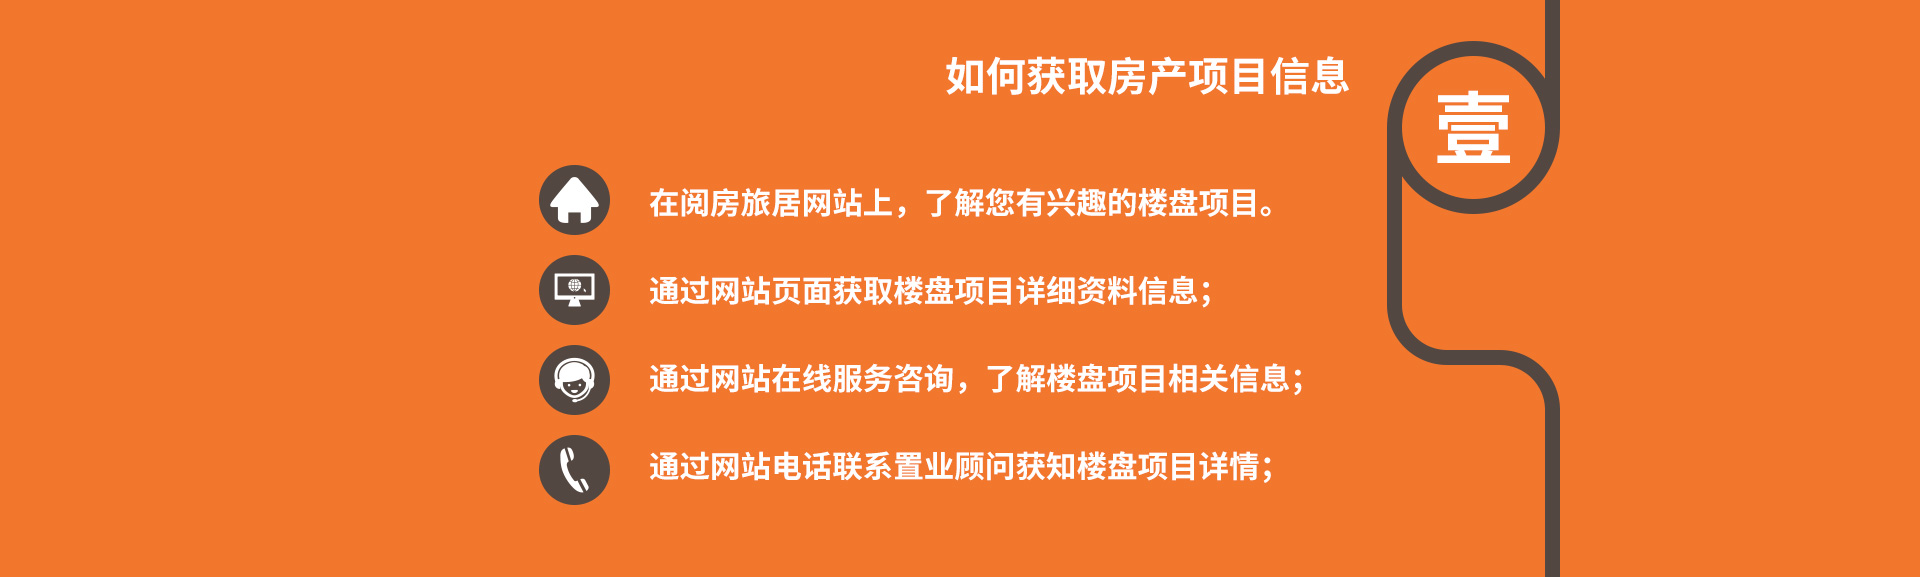 如何获取房产项目信息
壹
在阅房旅居网站上，了解您有兴趣的楼盘项目。
通过网站页面获取楼盘项目详细资料信息；
通过网站在线服务咨询，了解楼盘项目相关信息；
通过网站电话联系置业顾问获知楼盘项目详情；